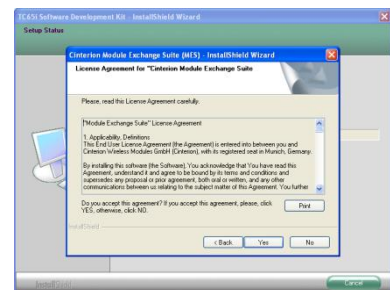 TC65i Software Development Kit - InstallShield Wizard
Setup Status
Cinterion Module Exchange Suite (MES) - InstallShield Wizard
License Agreement for "Cinterion Module Exchange Suite
Please, read this License Agreement carefully.
"Module Exchange Suite" License Agreement
1. Applicability, Definitions
This End User License Agreement (the Agreement) is entered into between you and
Cinterion Wireless Modules GmbH (Cinterion), with its registered seat in Munich, Germany.
By installing this software (the Software), You acknowledge that You have read this
Agreement, understand it and agree to be bound by its terms and conditions and
supersedes any proposal or prior agreement, both oral or written, and any other
communications between us relating to the subject matter of this Agreement. You further
Do you accept this agreement? If you accept this agreement, please, click
YES, otherwise, click NO.
Print
InstallShield
< Back
Yes
No
InstallShield
Cancel